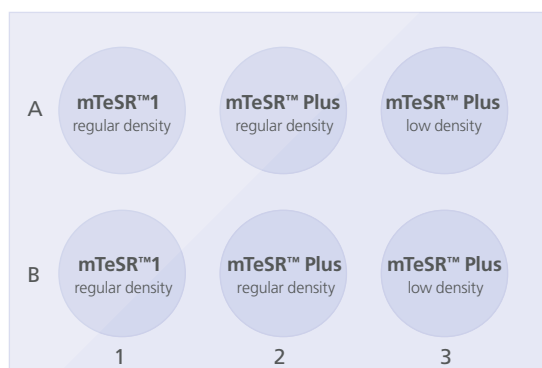 A
mTeSR™1
regular density
mTeSR™ Plus
regular density
mTeSR™ Plus
low density
B
mTeSR™1
regular density
mTeSR™ Plus
regular density
mTeSR™ Plus
low density
1
2
3